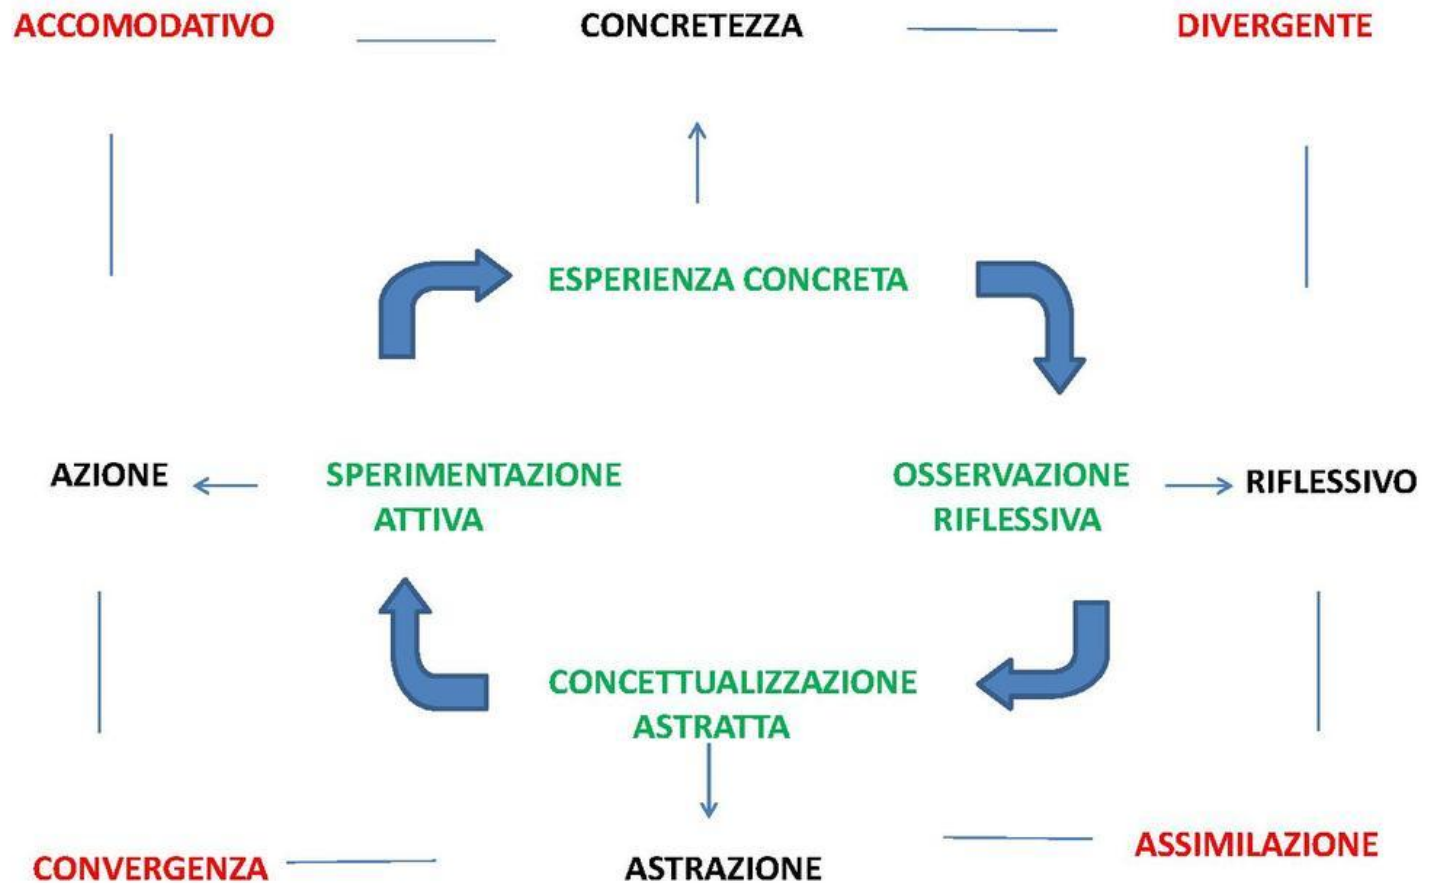 ACCOMODATIVO CONCRETEZZA DIVERGENTE
ESPERIENZA CONCRETA
AZIONE SPERIMENTAZIONE OSSERVAZIONE RIFLESSIVO
ATTIVA RIFLESSIVA
CONCETTUALIZZAZIONE
ASTRATTA
CONVERGENZA ASTRAZIONE ASSIMILAZIONE